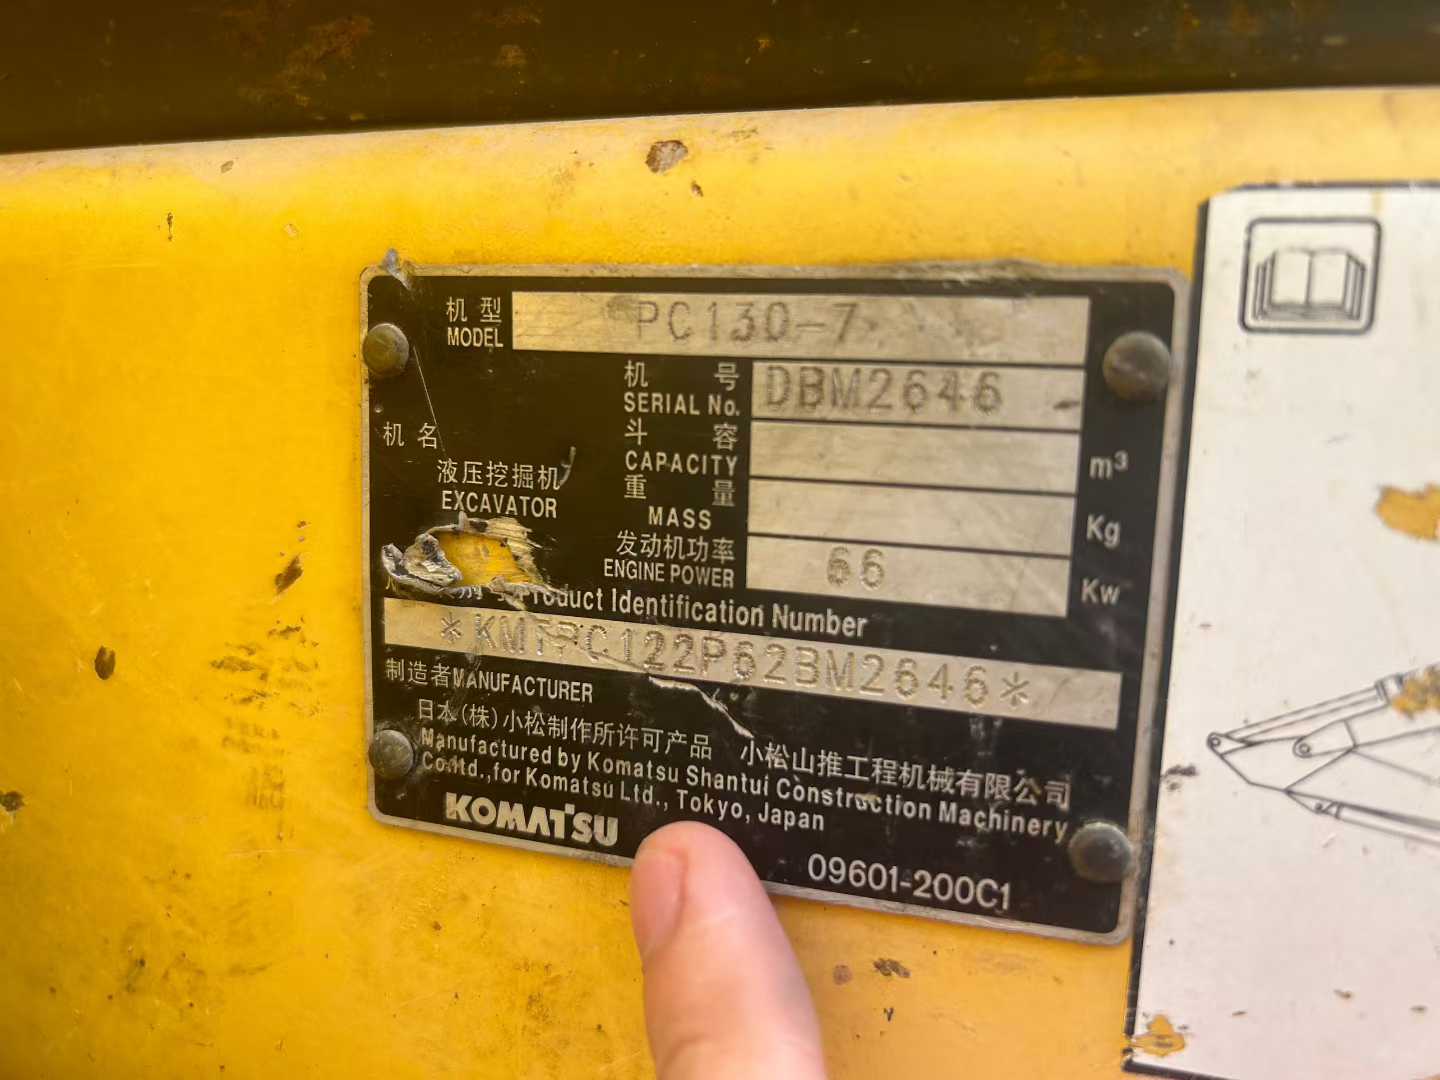 机型
MODEL PC130-7
机号
SERIAL No. DBM2646
机名
液压挖掘机
EXCAVATOR
斗容
CAPACITY m³
重量
MASS Kg
发动机功率
ENGINE POWER 66 Kw
Product Identification Number
*KMTPC122P62BM2646*
制造者MANUFACTURER
日本(株)小松制作所许可产品 小松山推工程机械有限公司
Manufactured by Komatsu Shantui Construction Machinery
Co.ltd.,for Komatsu Ltd., Tokyo, Japan
KOMATSU
09601-200C1